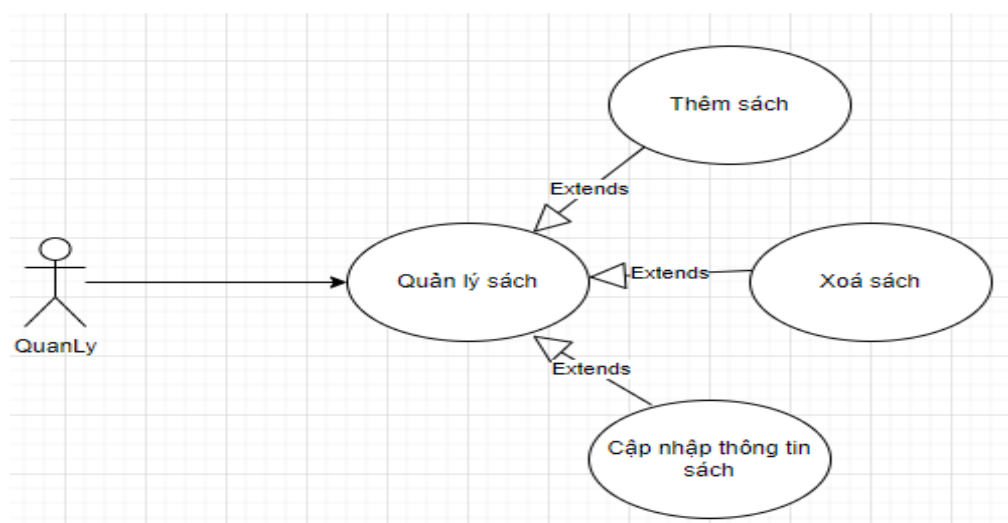 Thêm sách
Extends
Quản lý sách
Extends
Xoá sách
QuanLy
Extends
Cập nhập thông tin
sách